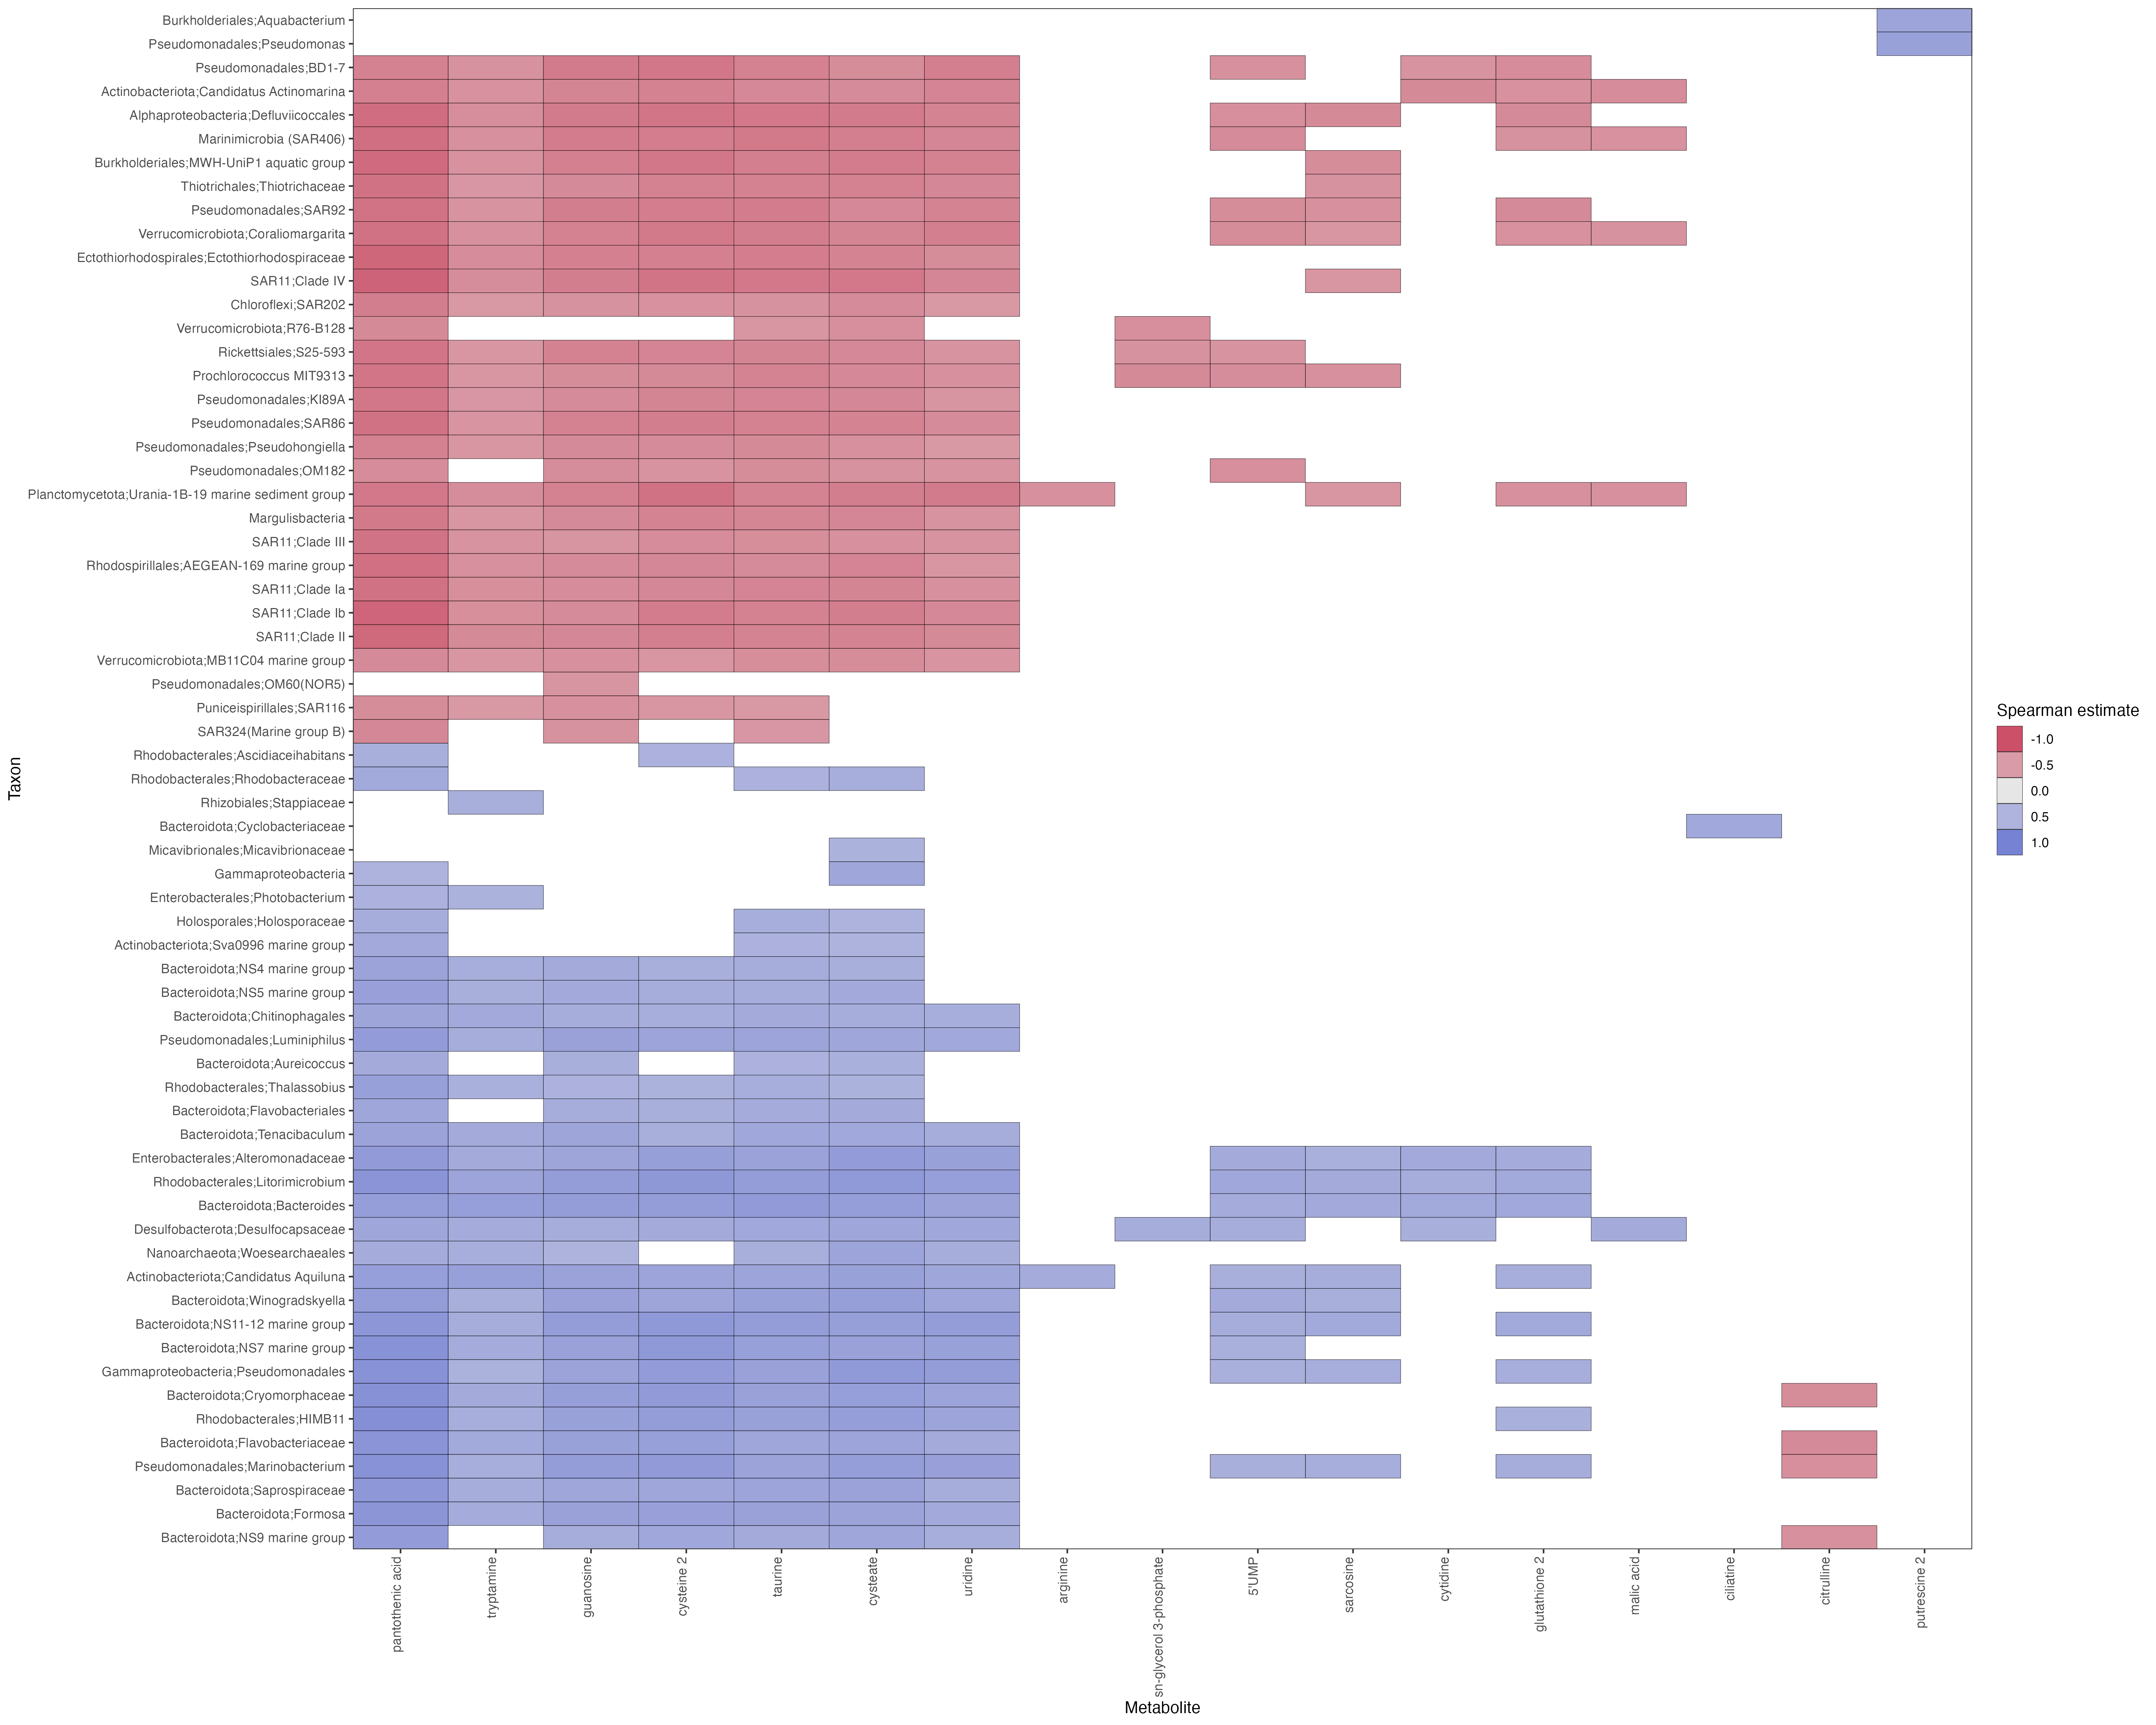 Burkholderiales;Aquabacterium
Pseudomonadales;Pseudomonas
Pseudomonadales;BD1-7
Actinobacteriota;Candidatus Actinomarina
Alphaproteobacteria;Defluviicoccales
Marinimicrobia (SAR406)
Burkholderiales;MWH-UniP1 aquatic group
Thiotrichales;Thiotrichaceae
Pseudomonadales;SAR92
Verrucomicrobiota;Coraliomargarita
Ectothiorhodospirales;Ectothiorhodospiraceae
SAR11;Clade IV
Chloroflexi;SAR202
Verrucomicrobiota;R76-B128
Rickettsiales;S25-593
Prochlorococcus MIT9313
Pseudomonadales;KI89A
Pseudomonadales;SAR86
Pseudomonadales;Pseudohongiella
Pseudomonadales;OM182
Planctomycetota;Urania-1B-19 marine sediment group
Margulisbacteria
SAR11;Clade III
Rhodospirillales;AEGEAN-169 marine group
SAR11;Clade Ia
SAR11;Clade Ib
SAR11;Clade II
Verrucomicrobiota;MB11C04 marine group
Pseudomonadales;OM60(NOR5)
Puniceispirillales;SAR116
SAR324(Marine group B)
Rhodobacterales;Ascidiaceihabitans
Rhodobacterales;Rhodobacteraceae
Rhizobiales;Stappiaceae
Bacteroidota;Cyclobacteriaceae
Micavibrionales;Micavibrionaceae
Gammaproteobacteria
Enterobacterales;Photobacterium
Holosporales;Holosporaceae
Actinobacteriota;Sva0996 marine group
Bacteroidota;NS4 marine group
Bacteroidota;NS5 marine group
Bacteroidota;Chitinophagales
Pseudomonadales;Luminiphilus
Bacteroidota;Aureicoccus
Rhodobacterales;Thalassobius
Bacteroidota;Flavobacteriales
Bacteroidota;Tenacibaculum
Enterobacterales;Alteromonadaceae
Rhodobacterales;Litorimicrobium
Bacteroidota;Bacteroides
Desulfobacterota;Desulfocapsaceae
Nanoarchaeota;Woesearchaeales
Actinobacteriota;Candidatus Aquiluna
Bacteroidota;Winogradskyella
Bacteroidota;NS11-12 marine group
Bacteroidota;NS7 marine group
Gammaproteobacteria;Pseudomonadales
Bacteroidota;Cryomorphaceae
Rhodobacterales;HIMB11
Bacteroidota;Flavobacteriaceae
Pseudomonadales;Marinobacterium
Bacteroidota;Saprospiraceae
Bacteroidota;Formosa
Bacteroidota;NS9 marine group
Taxon
pantothenic acid
tryptamine
guanosine
cysteine 2
taurine
cysteate
uridine
arginine
sn-glycerol 3-phosphate
5'UMP
sarcosine
cytidine
glutathione 2
malic acid
ciliatine
citrulline
putrescine 2
Metabolite
Spearman estimate
-1.0
-0.5
0.0
0.5
1.0